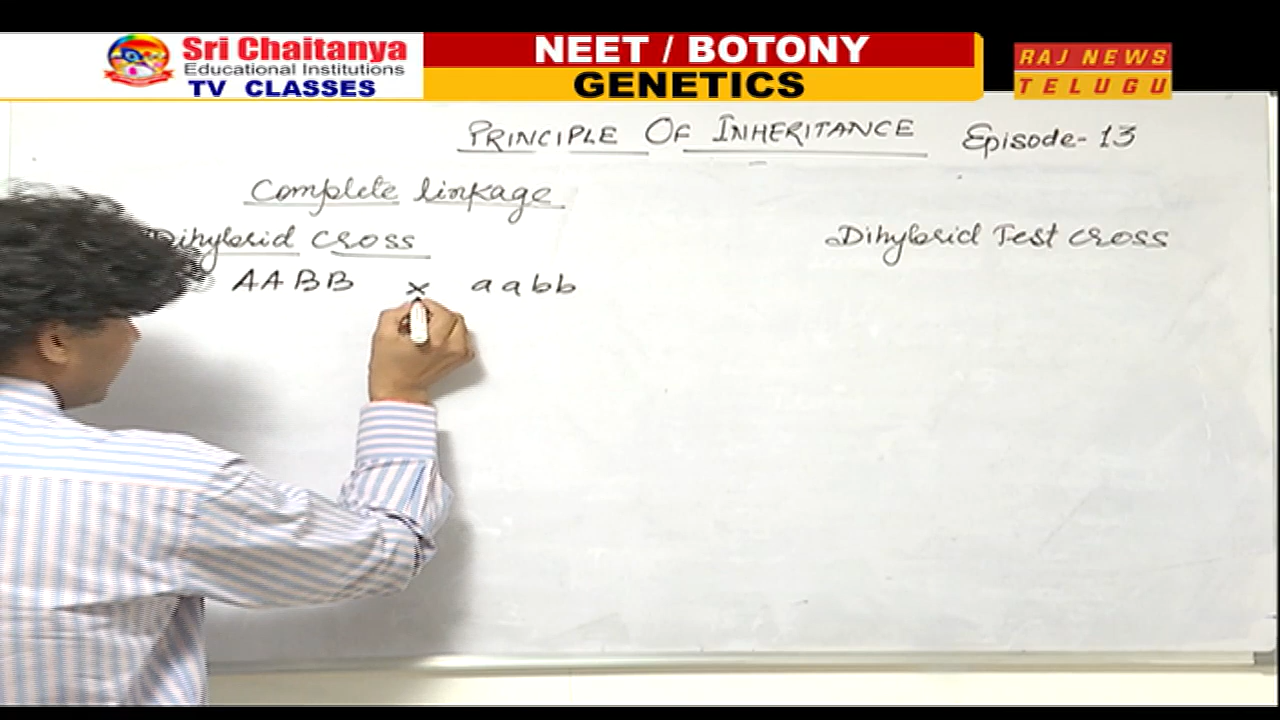 Sri Chaitanya
Educational Institutions
TV CLASSES
NEET / BOTONY
GENETICS
RAJ NEWS
TELUGU
PRINCIPLE OF INHERITANCE Episode-13
Complete linkage
Dihybrid cross
Dihybrid Test cross
AABB × aabb